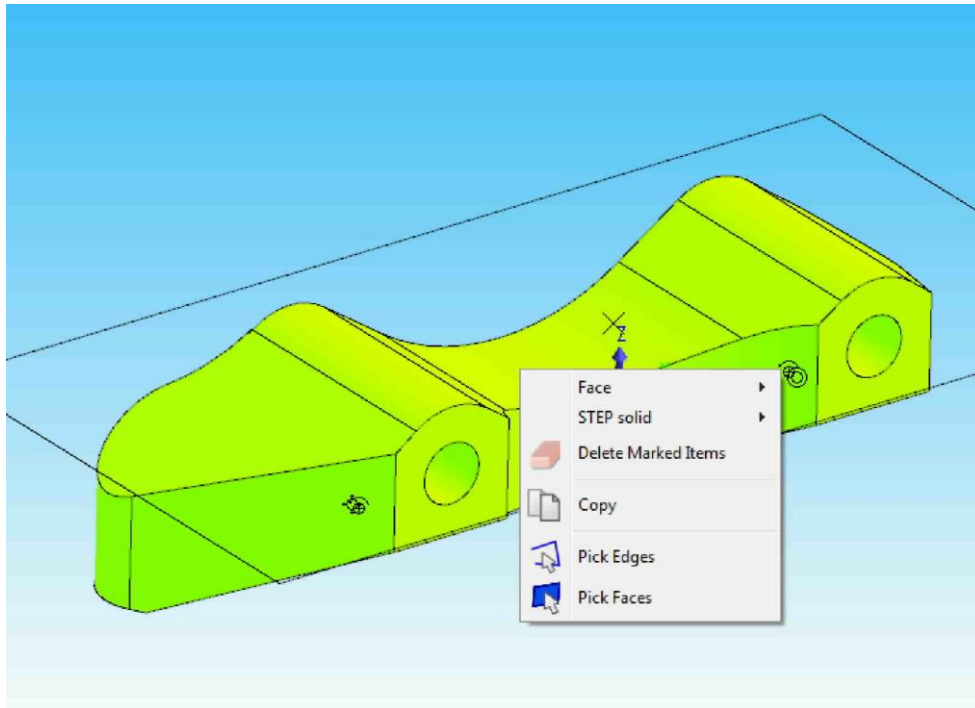 Z
Face
STEP solid
Delete Marked Items
Copy
Pick Edges
Pick Faces